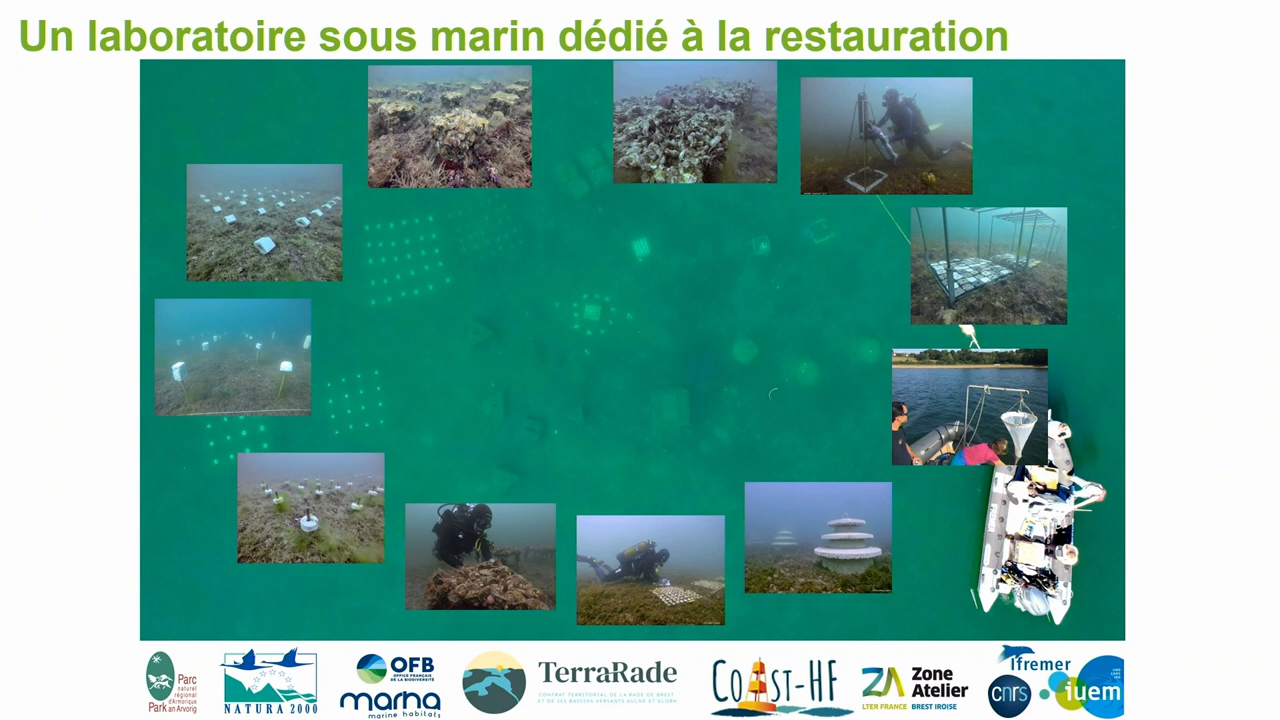 Un laboratoire sous marin dédié à la restauration
Parc
naturel
régional
d'Armorique
Park
an Arvorig
NATURA 2000
OFB
OFFICE FRANÇAIS
DE LA BIODIVERSITÉ
marha
marine habitats
TerraRade
CONTRAT TERRITORIAL DE LA RADE DE BREST
ET DE SES BASSINS VERSANTS AULNE ET ELORN
COAST-HF
ZA
LTER FRANCE
Zone
Atelier
BREST IROISE
Ifremer
cnrs
iuem